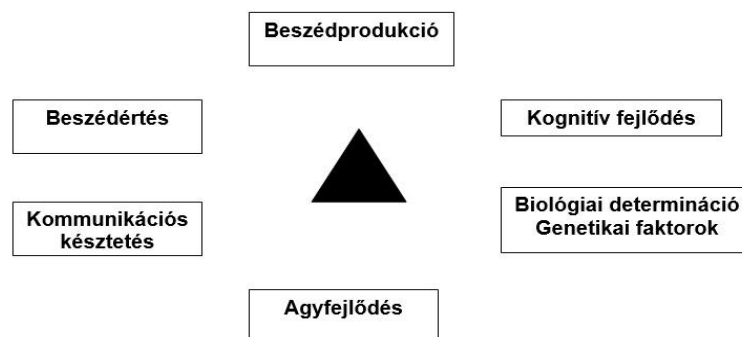 Beszédprodukció
Beszédértés
Kognitív fejlődés
Kommunikációs
késztetés
Biológiai determináció
Genetikai faktorok
Agyfejlődés